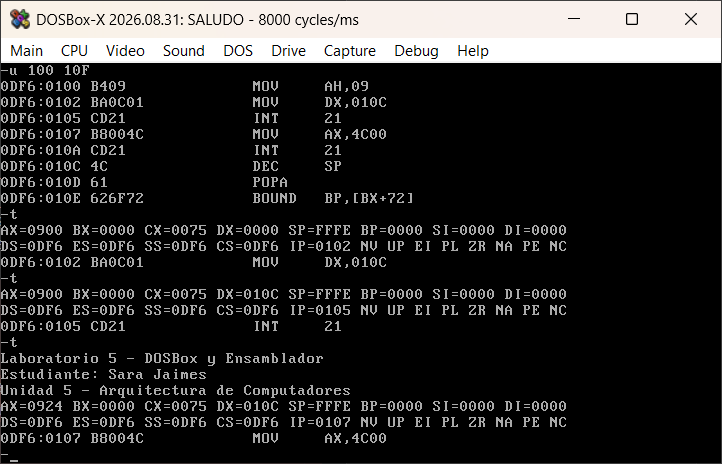 DOSBox-X 2026.08.31: SALUDO - 8000 cycles/ms
Main CPU Video Sound DOS Drive Capture Debug Help
-u 100 10F
0DF6:0100 B409 MOV AH,09
0DF6:0102 BA0C01 MOV DX,010C
0DF6:0105 CD21 INT 21
0DF6:0107 B8004C MOV AX,4C00
0DF6:010A CD21 INT 21
0DF6:010C 4C DEC SP
0DF6:010D 61 POPA
0DF6:010E 626F72 BOUND BP,[BX+72]
-t
AX=0900 BX=0000 CX=0075 DX=0000 SP=FFFE BP=0000 SI=0000 DI=0000
DS=0DF6 ES=0DF6 SS=0DF6 CS=0DF6 IP=0102 NV UP EI PL ZR NA PE NC
0DF6:0102 BA0C01 MOV DX,010C
-t
AX=0900 BX=0000 CX=0075 DX=010C SP=FFFE BP=0000 SI=0000 DI=0000
DS=0DF6 ES=0DF6 SS=0DF6 CS=0DF6 IP=0105 NV UP EI PL ZR NA PE NC
0DF6:0105 CD21 INT 21
-t
Laboratorio 5 - DOSBox y Ensamblador
Estudiante: Sara Jaimes
Unidad 5 - Arquitectura de Computadores
AX=0924 BX=0000 CX=0075 DX=010C SP=FFFE BP=0000 SI=0000 DI=0000
DS=0DF6 ES=0DF6 SS=0DF6 CS=0DF6 IP=0107 NV UP EI PL ZR NA PE NC
0DF6:0107 B8004C MOV AX,4C00
-_